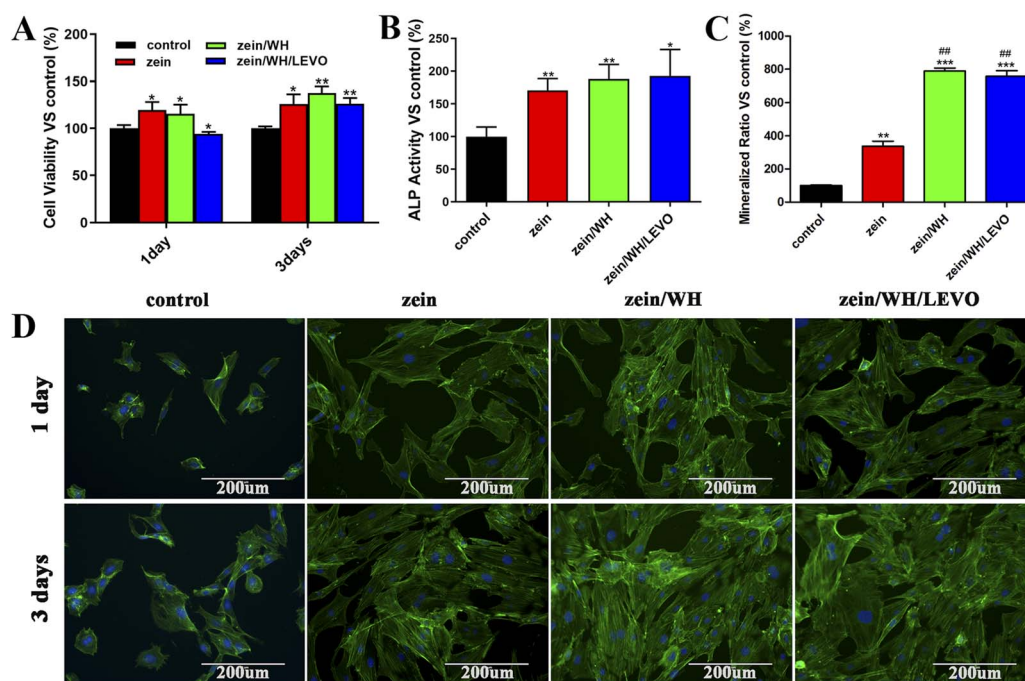 A
Cell Viability VS control (%)
200
150
100
50
0
control
zein
zein/WH
zein/WH/LEVO
*
*
*
*
**
**
1day
3days
B
ALP Activity VS control (%)
250
200
150
100
50
0
**
**
*
control
zein
zein/WH
zein/WH/LEVO
C
Mineralized Ratio VS control (%)
1000
800
600
400
200
0
**
##
***
##
***
control
zein
zein/WH
zein/WH/LEVO
D
control
zein
zein/WH
zein/WH/LEVO
1 day
200um
200um
200um
200um
3 days
200um
200um
200um
200um